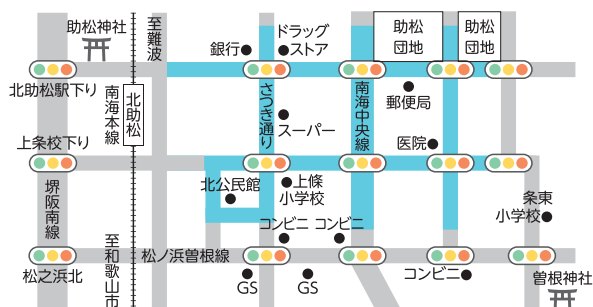 助松神社
至難波
ドラッグ
ストア
銀行
助松
団地
助松
団地
北助松駅下り
南海本線
北助松
さつき通り
南海中央線
郵便局
スーパー
上条校下り
医院
北公民館
上條
小学校
堺阪南線
条東
小学校
コンビニ
コンビニ
至和歌山市
松ノ浜曽根線
松之浜北
GS
GS
コンビニ
曽根神社